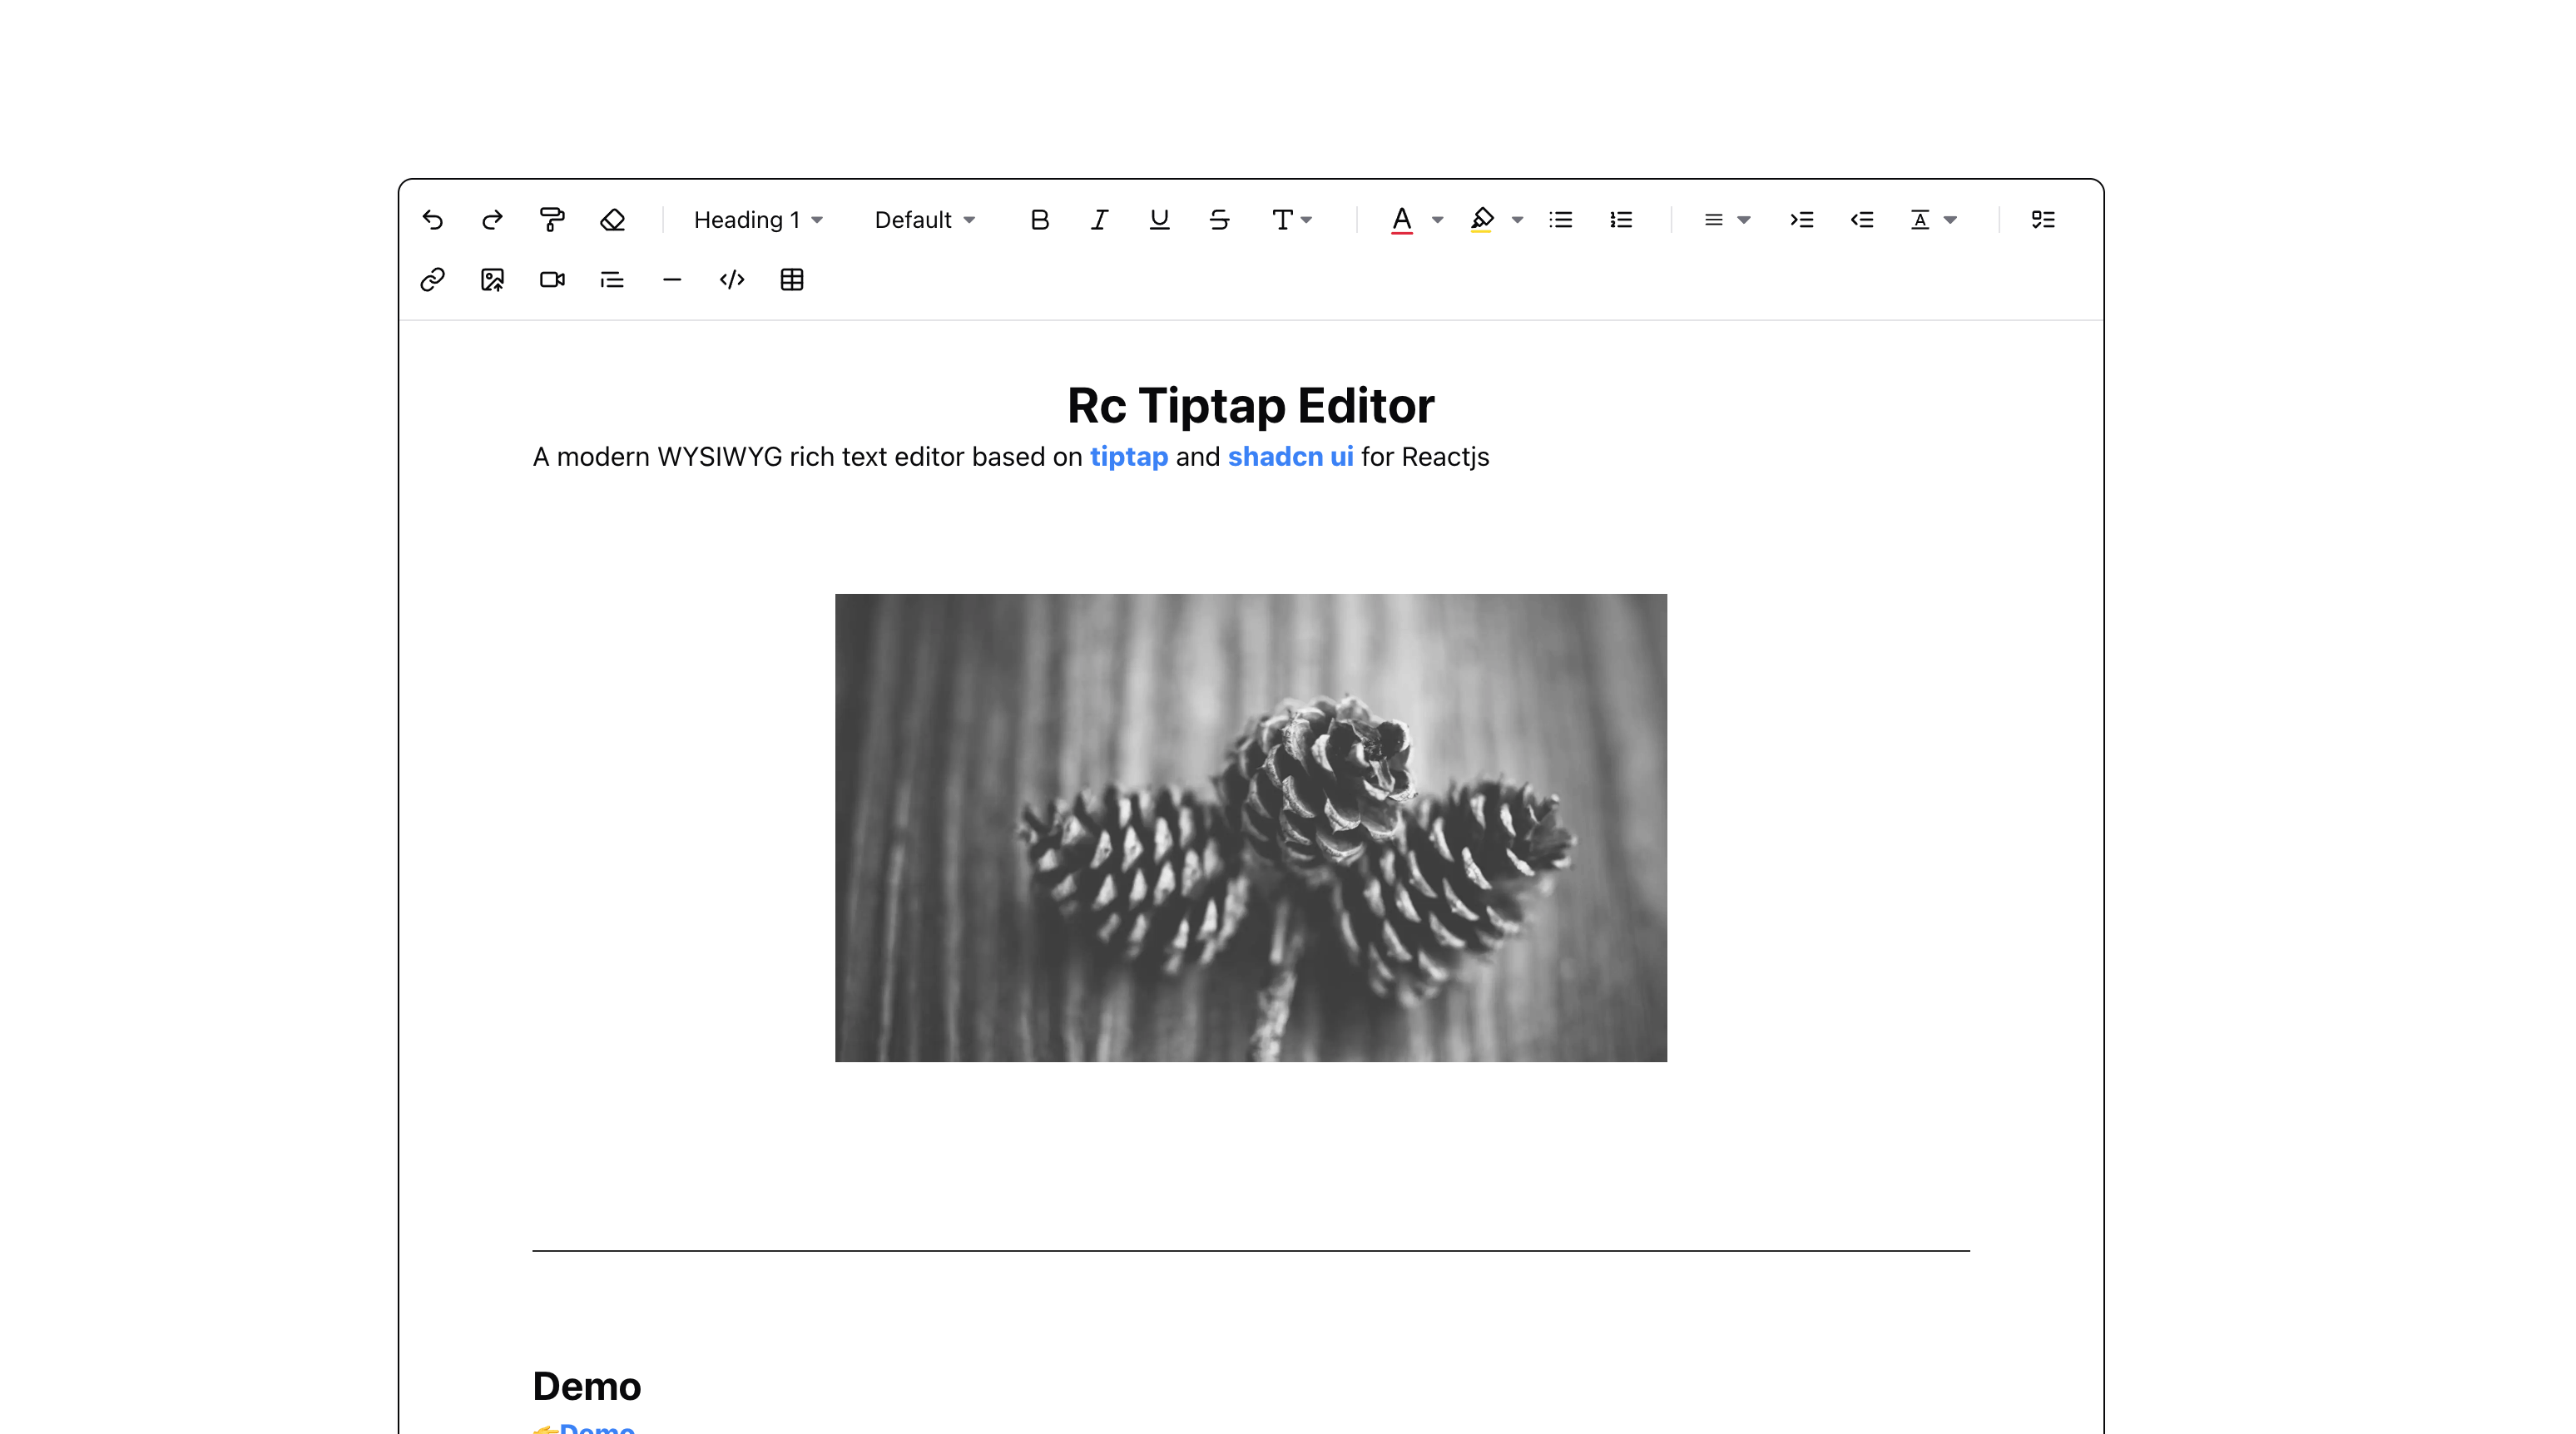 Heading 1
Default
Rc Tiptap Editor
A modern WYSIWYG rich text editor based on tiptap and shadcn ui for Reactjs
Demo
👉Demo